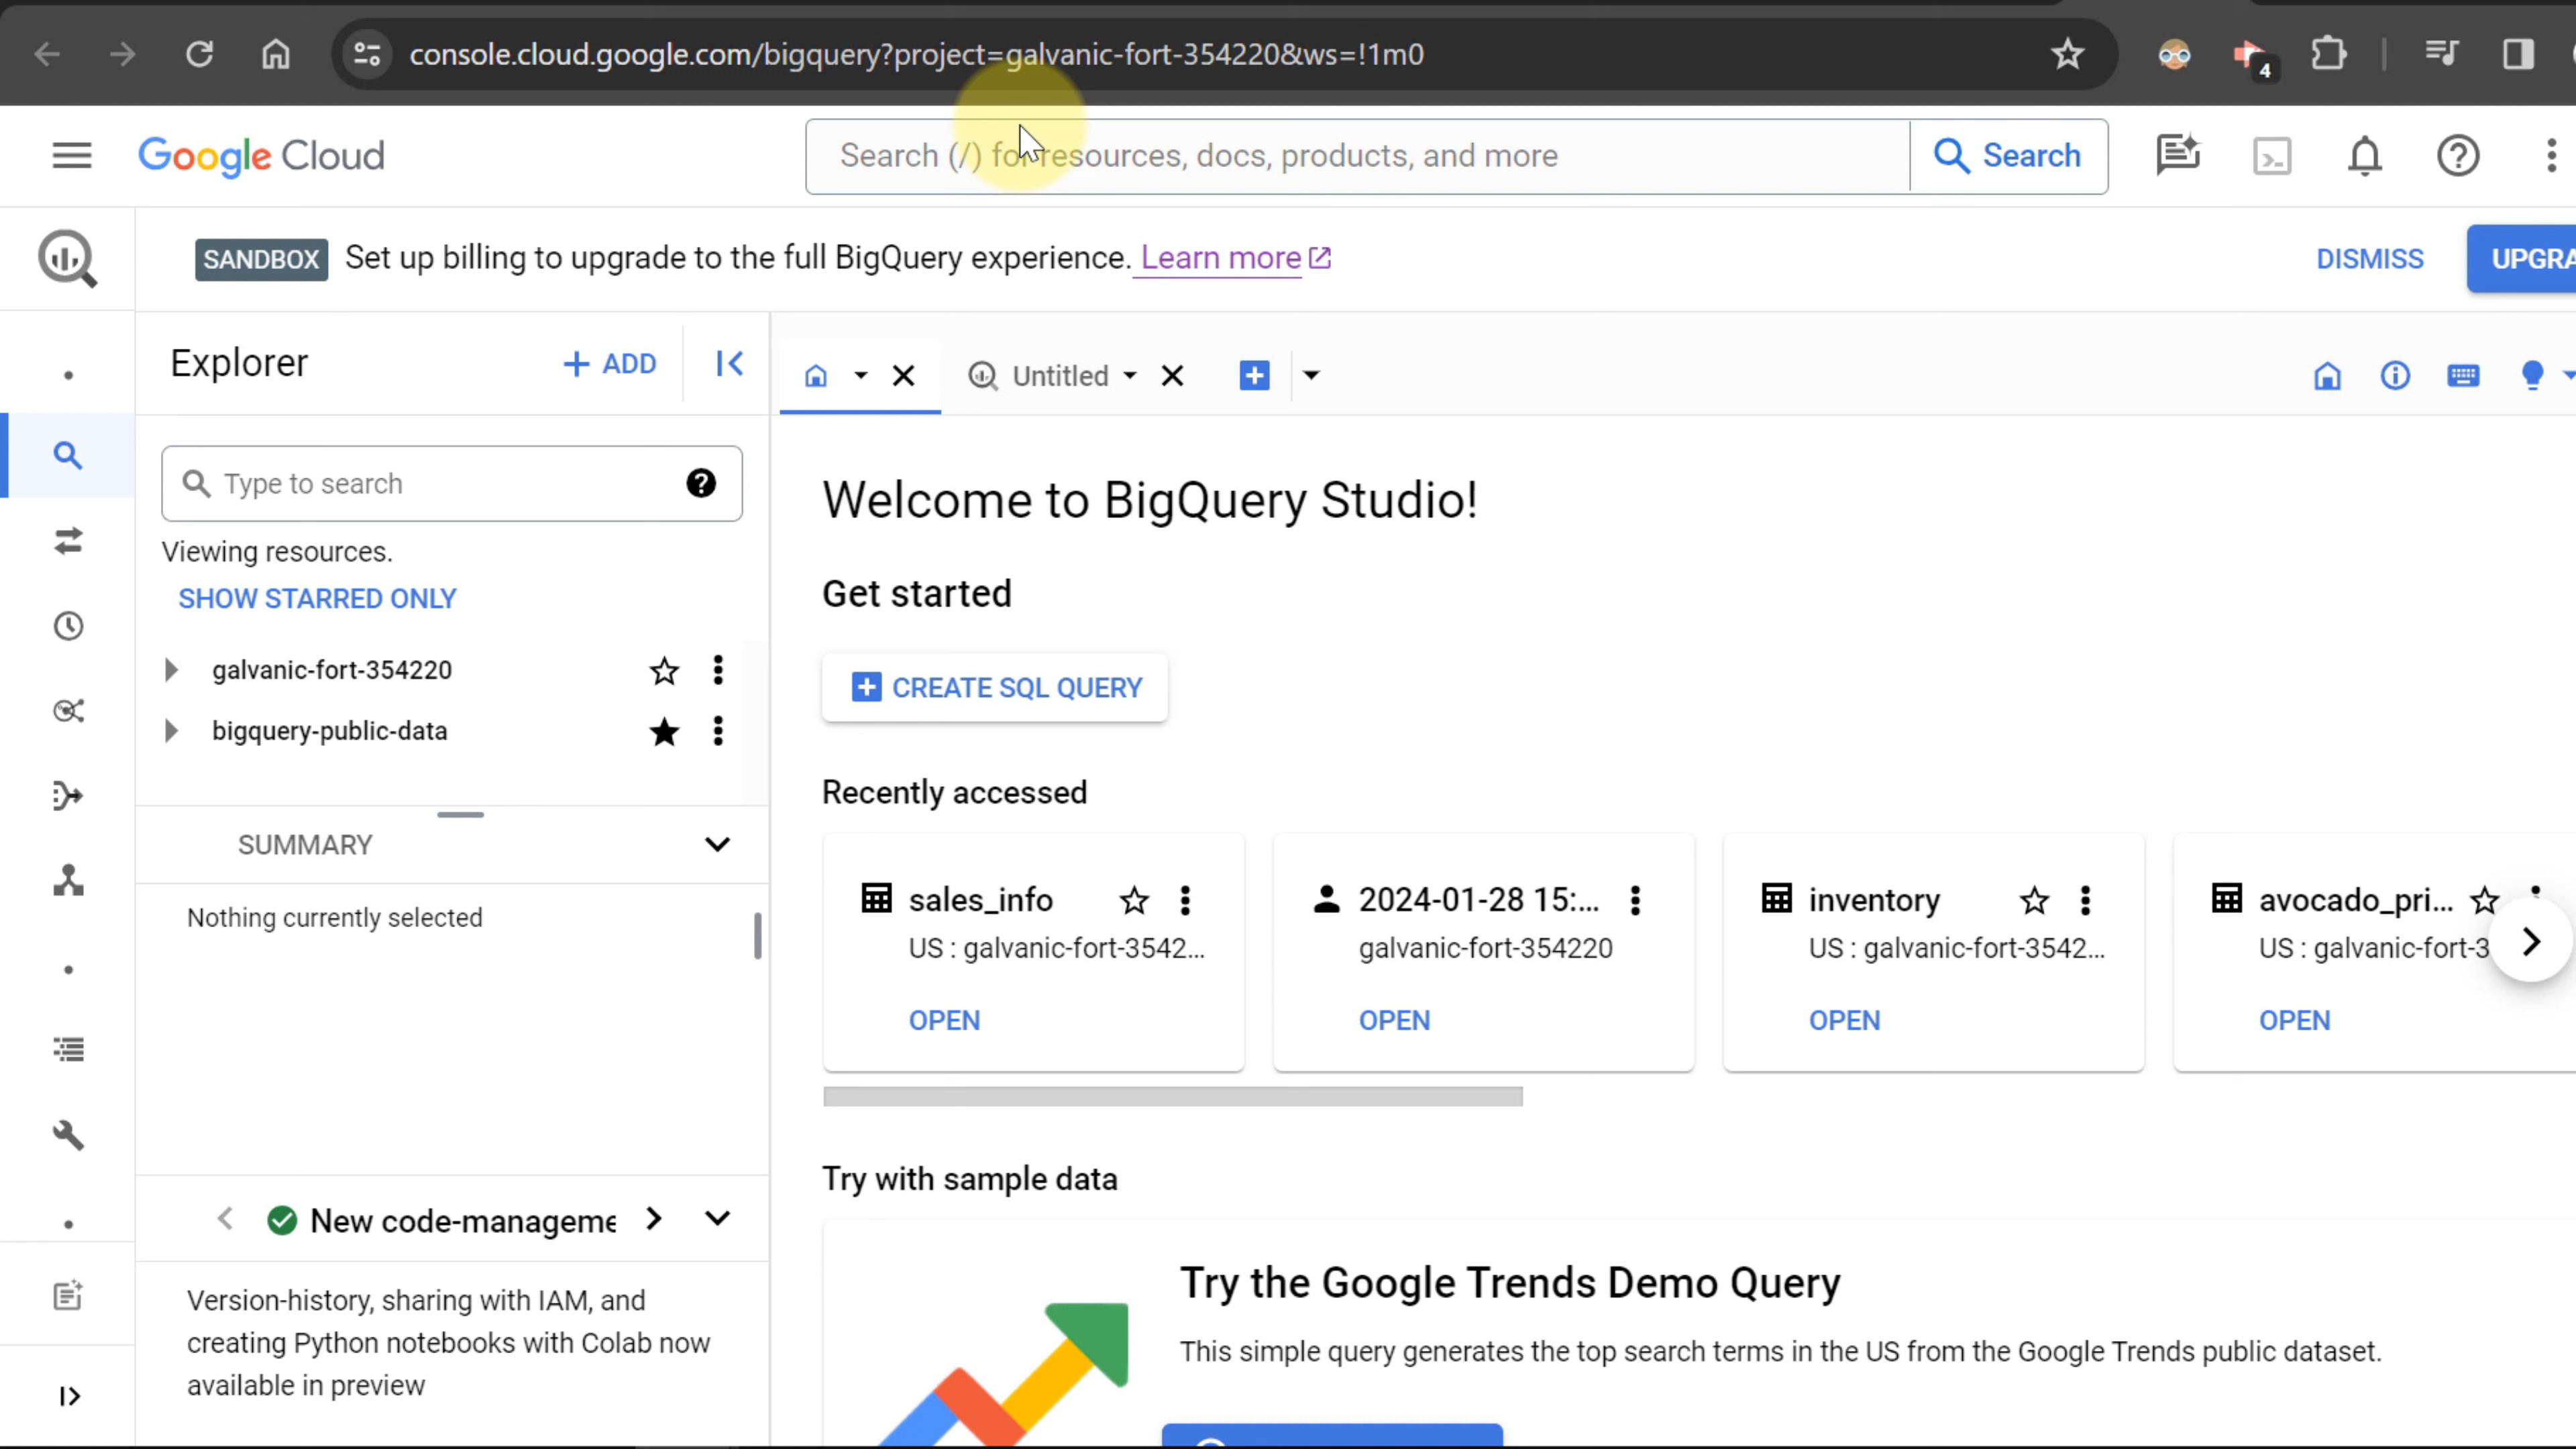 console.cloud.google.com/bigquery?project=galvanic-fort-354220&ws=!1m0
4
Google Cloud
Search (/) for resources, docs, products, and more
Search
SANDBOX Set up billing to upgrade to the full BigQuery experience. Learn more
DISMISS
UPGRA
Explorer
+ ADD
Untitled
Type to search
Viewing resources.
SHOW STARRED ONLY
galvanic-fort-354220
bigquery-public-data
SUMMARY
Nothing currently selected
New code-manageme
Version-history, sharing with IAM, and
creating Python notebooks with Colab now
available in preview
Welcome to BigQuery Studio!
Get started
CREATE SQL QUERY
Recently accessed
sales_info
US : galvanic-fort-3542...
OPEN
2024-01-28 15:...
galvanic-fort-354220
OPEN
inventory
US : galvanic-fort-3542...
OPEN
avocado_pri...
US : galvanic-fort-3
OPEN
Try with sample data
Try the Google Trends Demo Query
This simple query generates the top search terms in the US from the Google Trends public dataset.